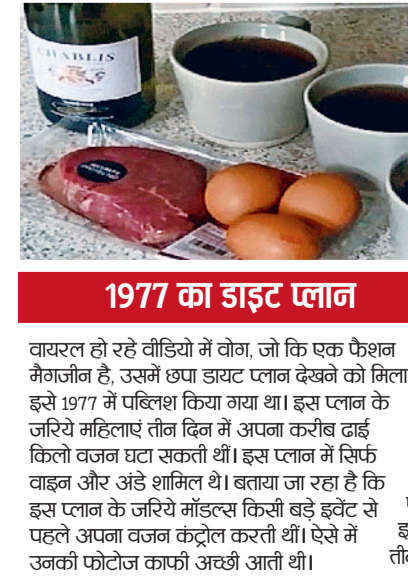 CHABLIS
1977 का डाइट प्लान
वायरल हो रहे वीडियो में वोग, जो कि एक फैशन
मैगजीन है, उसमें छपा डायट प्लान देखने को मिला
इसे 1977 में पब्लिश किया गया था। इस प्लान के
जरिये महिलाएं तीन दिन में अपना करीब ढाई
किलो वजन घटा सकती थीं। इस प्लान में सिर्फ
वाइन और अंडे शामिल थे। बताया जा रहा है कि
इस प्लान के जरिये मॉडल्स किसी बड़े इवेंट से
पहले अपना वजन कंट्रोल करती थीं। ऐसे में
उनकी फोटोज काफी अच्छी आती थी।